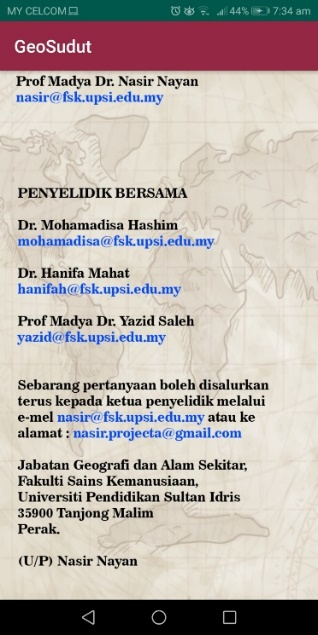 MY CELCOM 44% 7:34 am
GeoSudut
Prof Madya Dr. Nasir Nayan
nasir@fsk.upsi.edu.my
PENYELIDIK BERSAMA
Dr. Mohamadisa Hashim
mohamadisa@fsk.upsi.edu.my
Dr. Hanifa Mahat
hanifah@fsk.upsi.edu.my
Prof Madya Dr. Yazid Saleh
yazid@fsk.upsi.edu.my
Sebarang pertanyaan boleh disalurkan
terus kepada ketua penyelidik melalui
e-mel nasir@fsk.upsi.edu.my atau ke
alamat : nasir.projecta@gmail.com
Jabatan Geografi dan Alam Sekitar,
Fakulti Sains Kemanusiaan,
Universiti Pendidikan Sultan Idris
35900 Tanjong Malim
Perak.
(U/P) Nasir Nayan